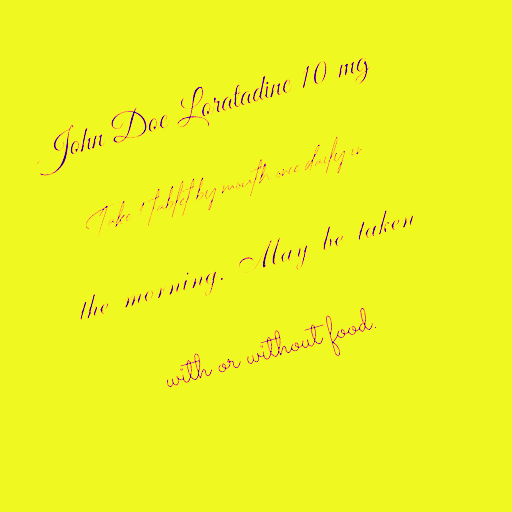 John Doe Loratadine 10 mg
Take 1 tablet by mouth once daily in
the morning. May be taken
with or without food.